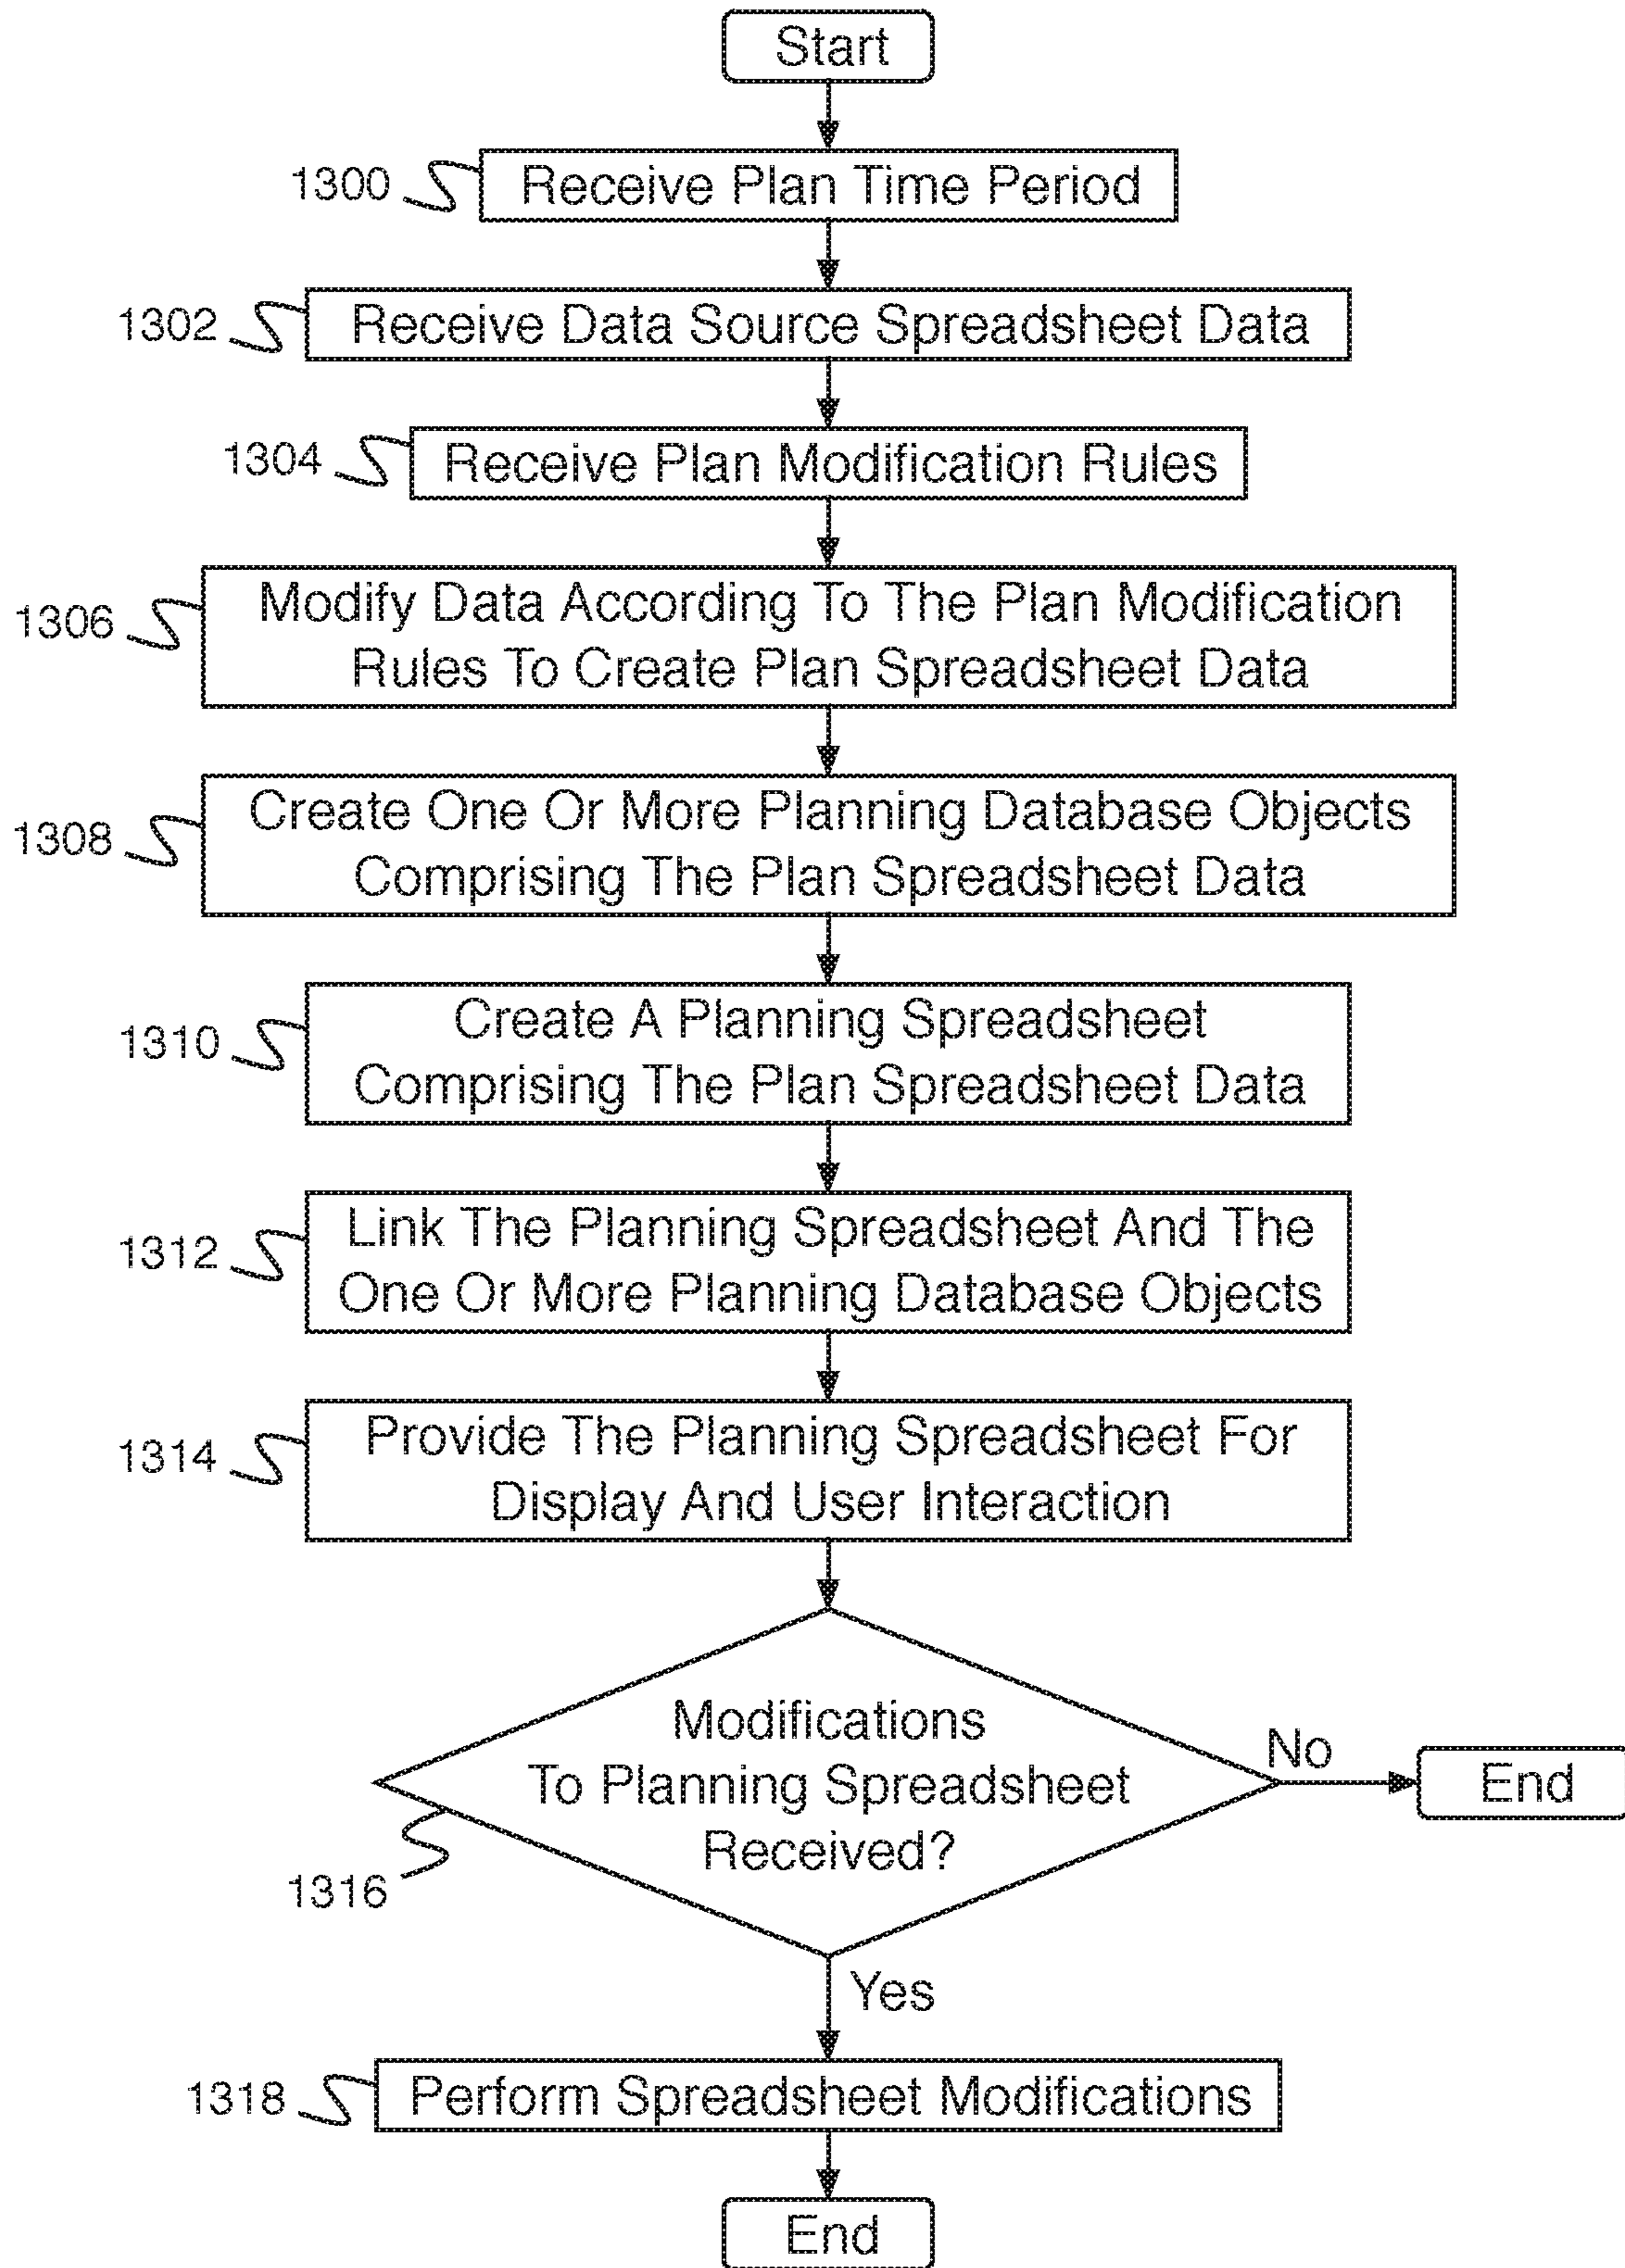 Start
1300
Receive Plan Time Period
1302
Receive Data Source Spreadsheet Data
1304
Receive Plan Modification Rules
1306
Modify Data According To The Plan Modification
Rules To Create Plan Spreadsheet Data
1308
Create One Or More Planning Database Objects
Comprising The Plan Spreadsheet Data
1310
Create A Planning Spreadsheet
Comprising The Plan Spreadsheet Data
1312
Link The Planning Spreadsheet And The
One Or More Planning Database Objects
1314
Provide The Planning Spreadsheet For
Display And User Interaction
1316
Modifications
To Planning Spreadsheet
Received?
No
End
Yes
1318
Perform Spreadsheet Modifications
End